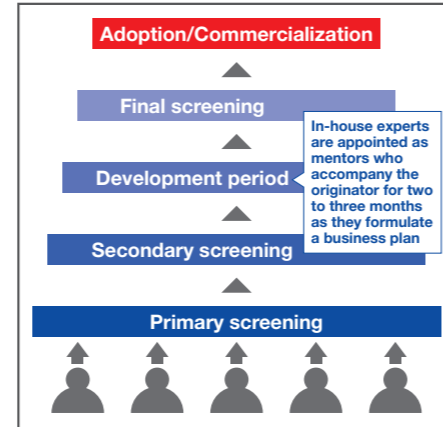 Adoption/Commercialization
Final screening
In-house experts
are appointed as
mentors who
accompany the
originator for two
to three months
as they formulate
a business plan
Development period
Secondary screening
Primary screening